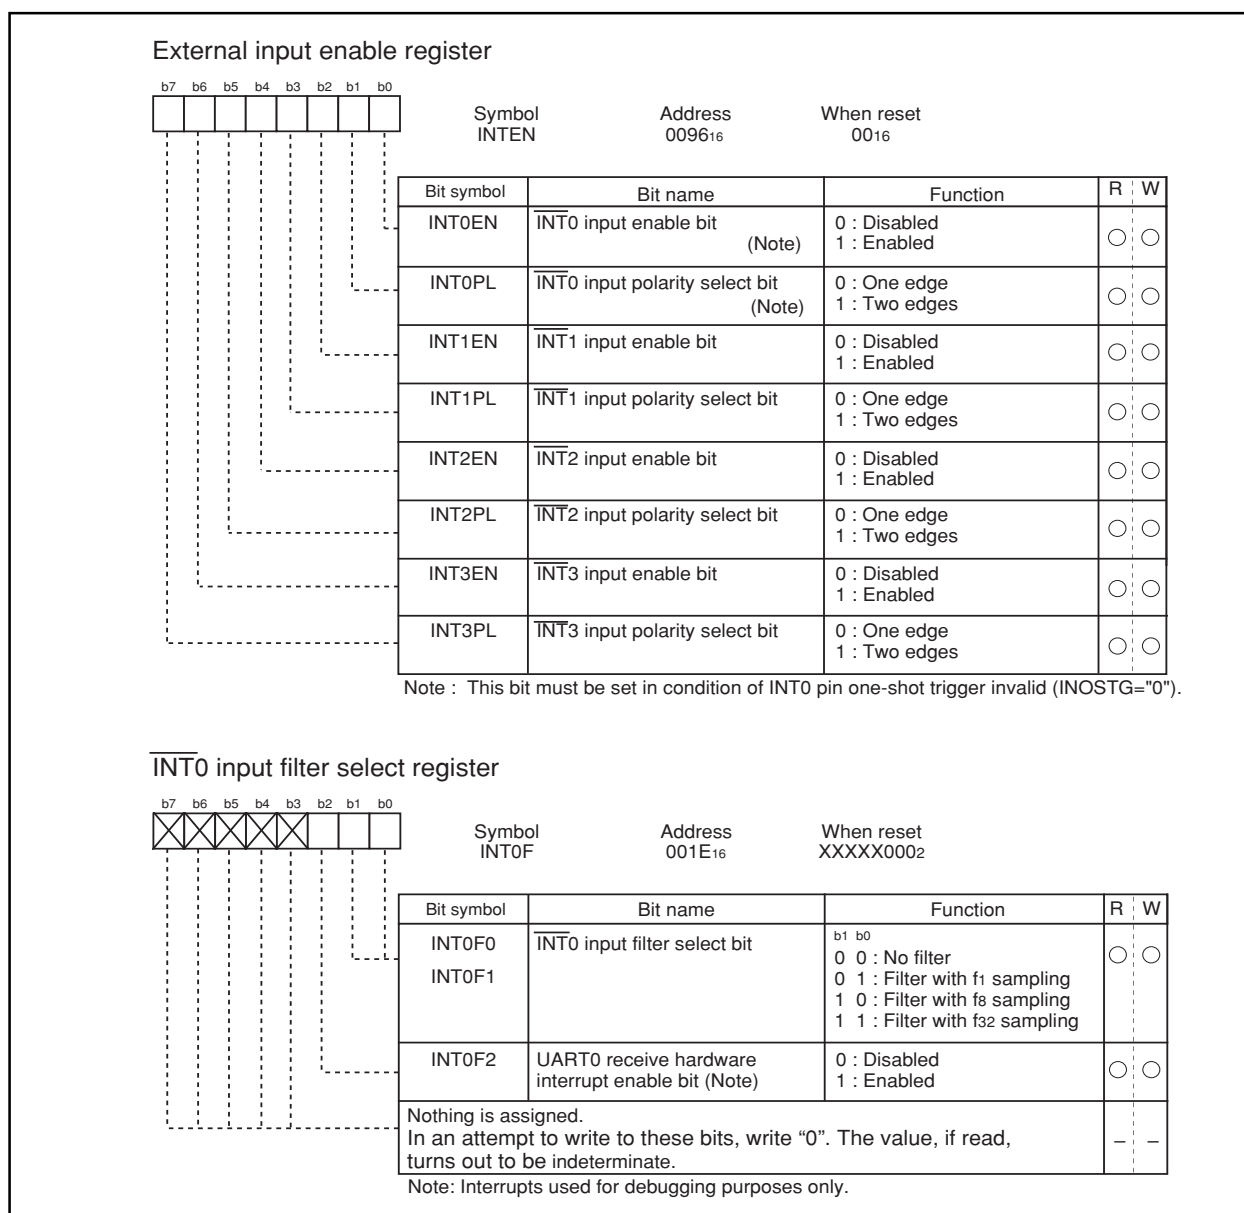 External input enable register
b7 b6 b5 b4 b3 b2 b1 b0
Symbol Address When reset
INTEN 009616 0016
Bit symbol Bit name Function R W
INT0EN INT0 input enable bit 0 : Disabled
(Note) 1 : Enabled
INT0PL INT0 input polarity select bit 0 : One edge
(Note) 1 : Two edges
INT1EN INT1 input enable bit 0 : Disabled
1 : Enabled
INT1PL INT1 input polarity select bit 0 : One edge
1 : Two edges
INT2EN INT2 input enable bit 0 : Disabled
1 : Enabled
INT2PL INT2 input polarity select bit 0 : One edge
1 : Two edges
INT3EN INT3 input enable bit 0 : Disabled
1 : Enabled
INT3PL INT3 input polarity select bit 0 : One edge
1 : Two edges
Note : This bit must be set in condition of INT0 pin one-shot trigger invalid (INOSTG="0").
INT0 input filter select register
b7 b6 b5 b4 b3 b2 b1 b0
Symbol Address When reset
INT0F 001E16 XXXXX0002
Bit symbol Bit name Function R W
INT0F0 INT0 input filter select bit b1 b0
0 0 : No filter
INT0F1 0 1 : Filter with f1 sampling
1 0 : Filter with f8 sampling
1 1 : Filter with f32 sampling
INT0F2 UART0 receive hardware 0 : Disabled
interrupt enable bit (Note) 1 : Enabled
Nothing is assigned.
In an attempt to write to these bits, write “0”. The value, if read, – –
turns out to be indeterminate.
Note: Interrupts used for debugging purposes only.